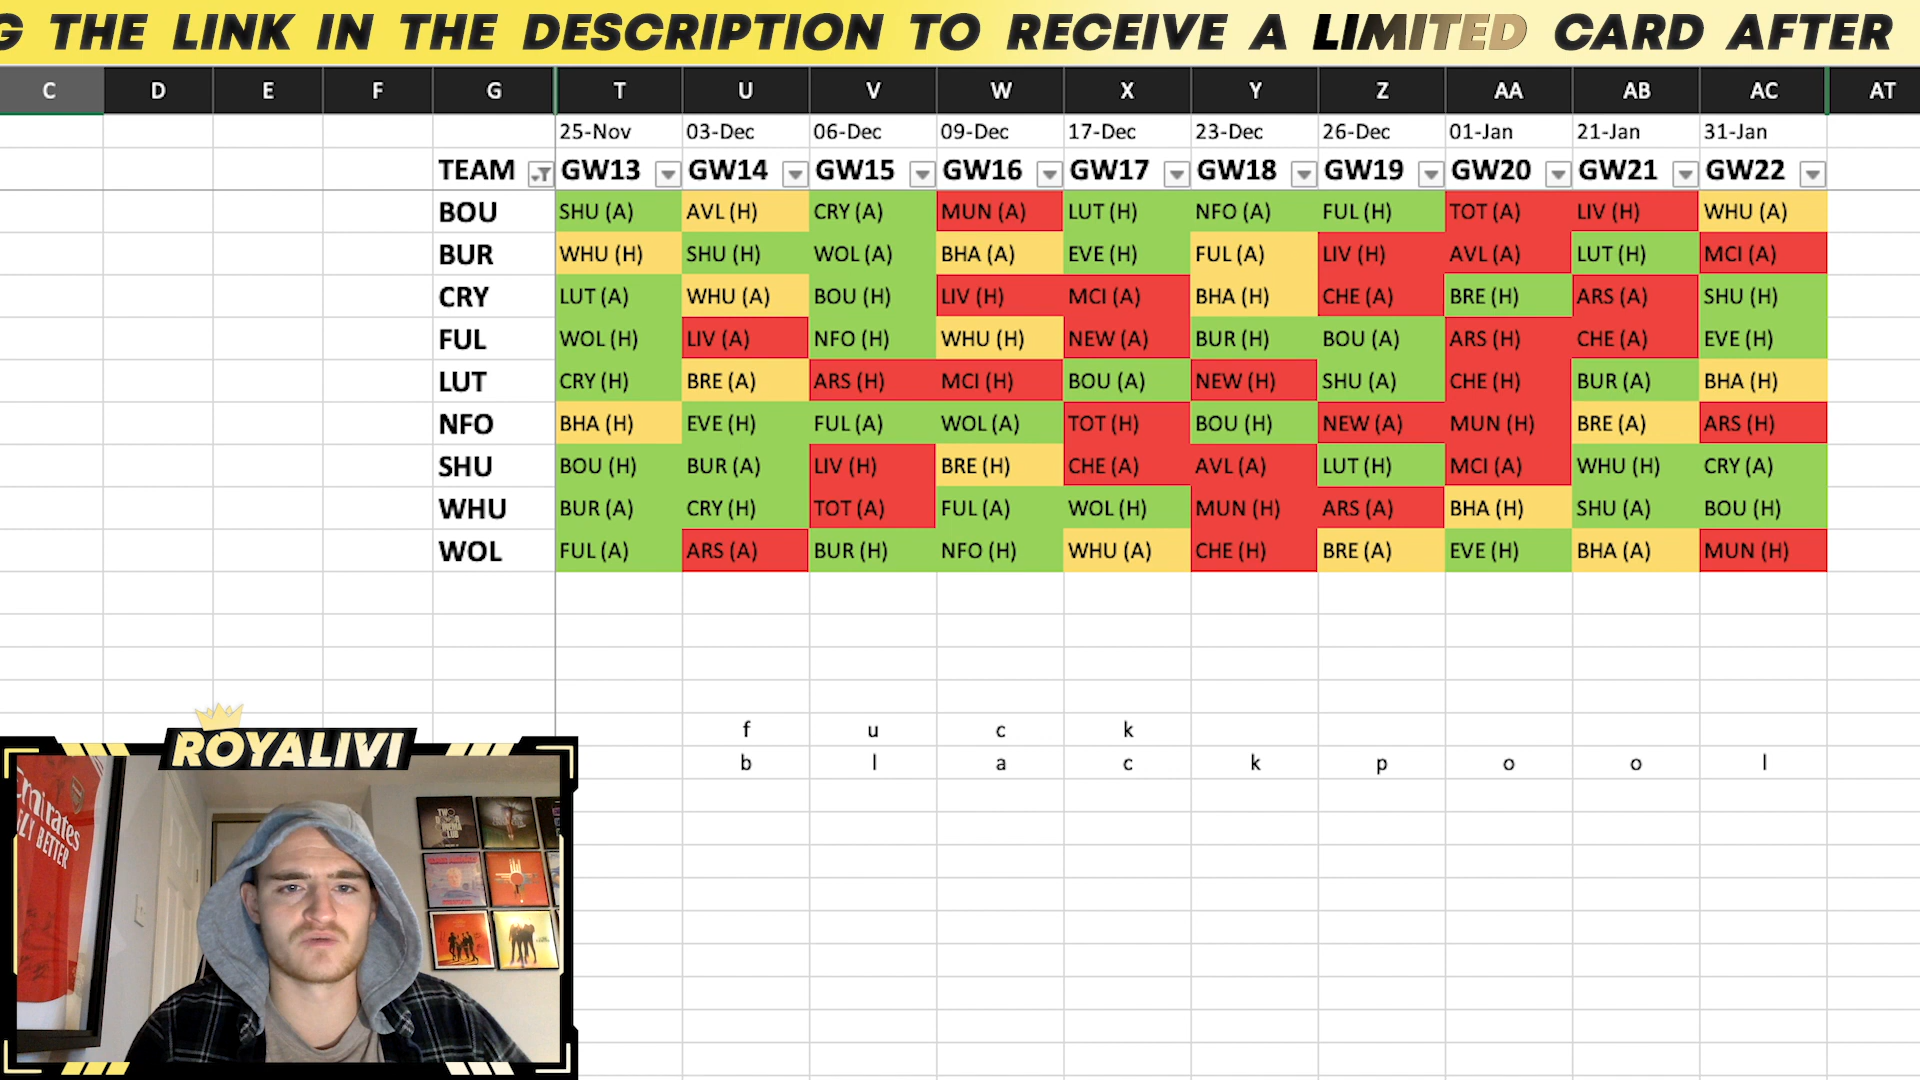 G THE LINK IN THE DESCRIPTION TO RECEIVE A LIMITED CARD AFTER
C D E F G T U V W X Y Z AA AB AC AT
25-Nov 03-Dec 06-Dec 09-Dec 17-Dec 23-Dec 26-Dec 01-Jan 21-Jan 31-Jan
TEAM GW13 GW14 GW15 GW16 GW17 GW18 GW19 GW20 GW21 GW22
BOU SHU (A) AVL (H) CRY (A) MUN (A) LUT (H) NFO (A) FUL (H) TOT (A) LIV (H) WHU (A)
BUR WHU (H) SHU (H) WOL (A) BHA (A) EVE (H) FUL (A) LIV (H) AVL (A) LUT (H) MCI (A)
CRY LUT (A) WHU (A) BOU (H) LIV (H) MCI (A) BHA (H) CHE (A) BRE (H) ARS (A) SHU (H)
FUL WOL (H) LIV (A) NFO (H) WHU (H) NEW (A) BUR (H) BOU (A) ARS (H) CHE (A) EVE (H)
LUT CRY (H) BRE (A) ARS (H) MCI (H) BOU (A) NEW (H) SHU (A) CHE (H) BUR (A) BHA (H)
NFO BHA (H) EVE (H) FUL (A) WOL (A) TOT (H) BOU (H) NEW (A) MUN (H) BRE (A) ARS (H)
SHU BOU (H) BUR (A) LIV (H) BRE (H) CHE (A) AVL (A) LUT (H) MCI (A) WHU (H) CRY (A)
WHU BUR (A) CRY (H) TOT (A) FUL (A) WOL (H) MUN (H) ARS (A) BHA (H) SHU (A) BOU (H)
WOL FUL (A) ARS (A) BUR (H) NFO (H) WHU (A) CHE (H) BRE (A) EVE (H) BHA (A) MUN (H)
f u c k
b l a c k p o o l
ROYALIVI
Emirates
LY BETTER